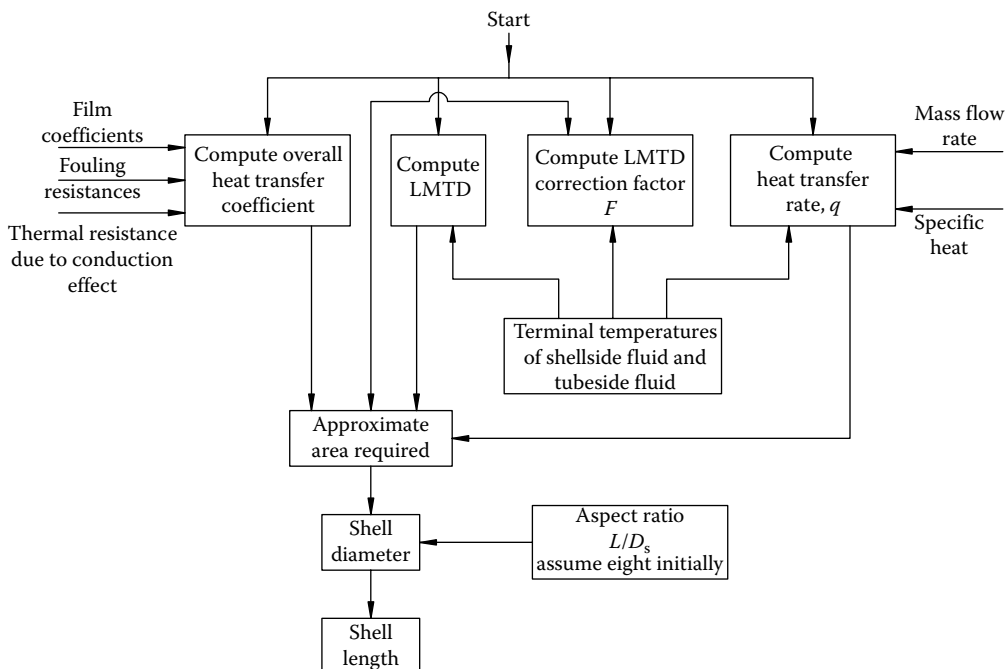 Start
Film
coefficients
Fouling
resistances
Thermal resistance
due to conduction
effect
Compute overall
heat transfer
coefficient
Compute
LMTD
Compute LMTD
correction factor
F
Compute
heat transfer
rate, q
Mass flow
rate
Specific
heat
Terminal temperatures
of shellside fluid and
tubeside fluid
Approximate
area required
Shell
diameter
Aspect ratio
L/Ds
assume eight initially
Shell
length